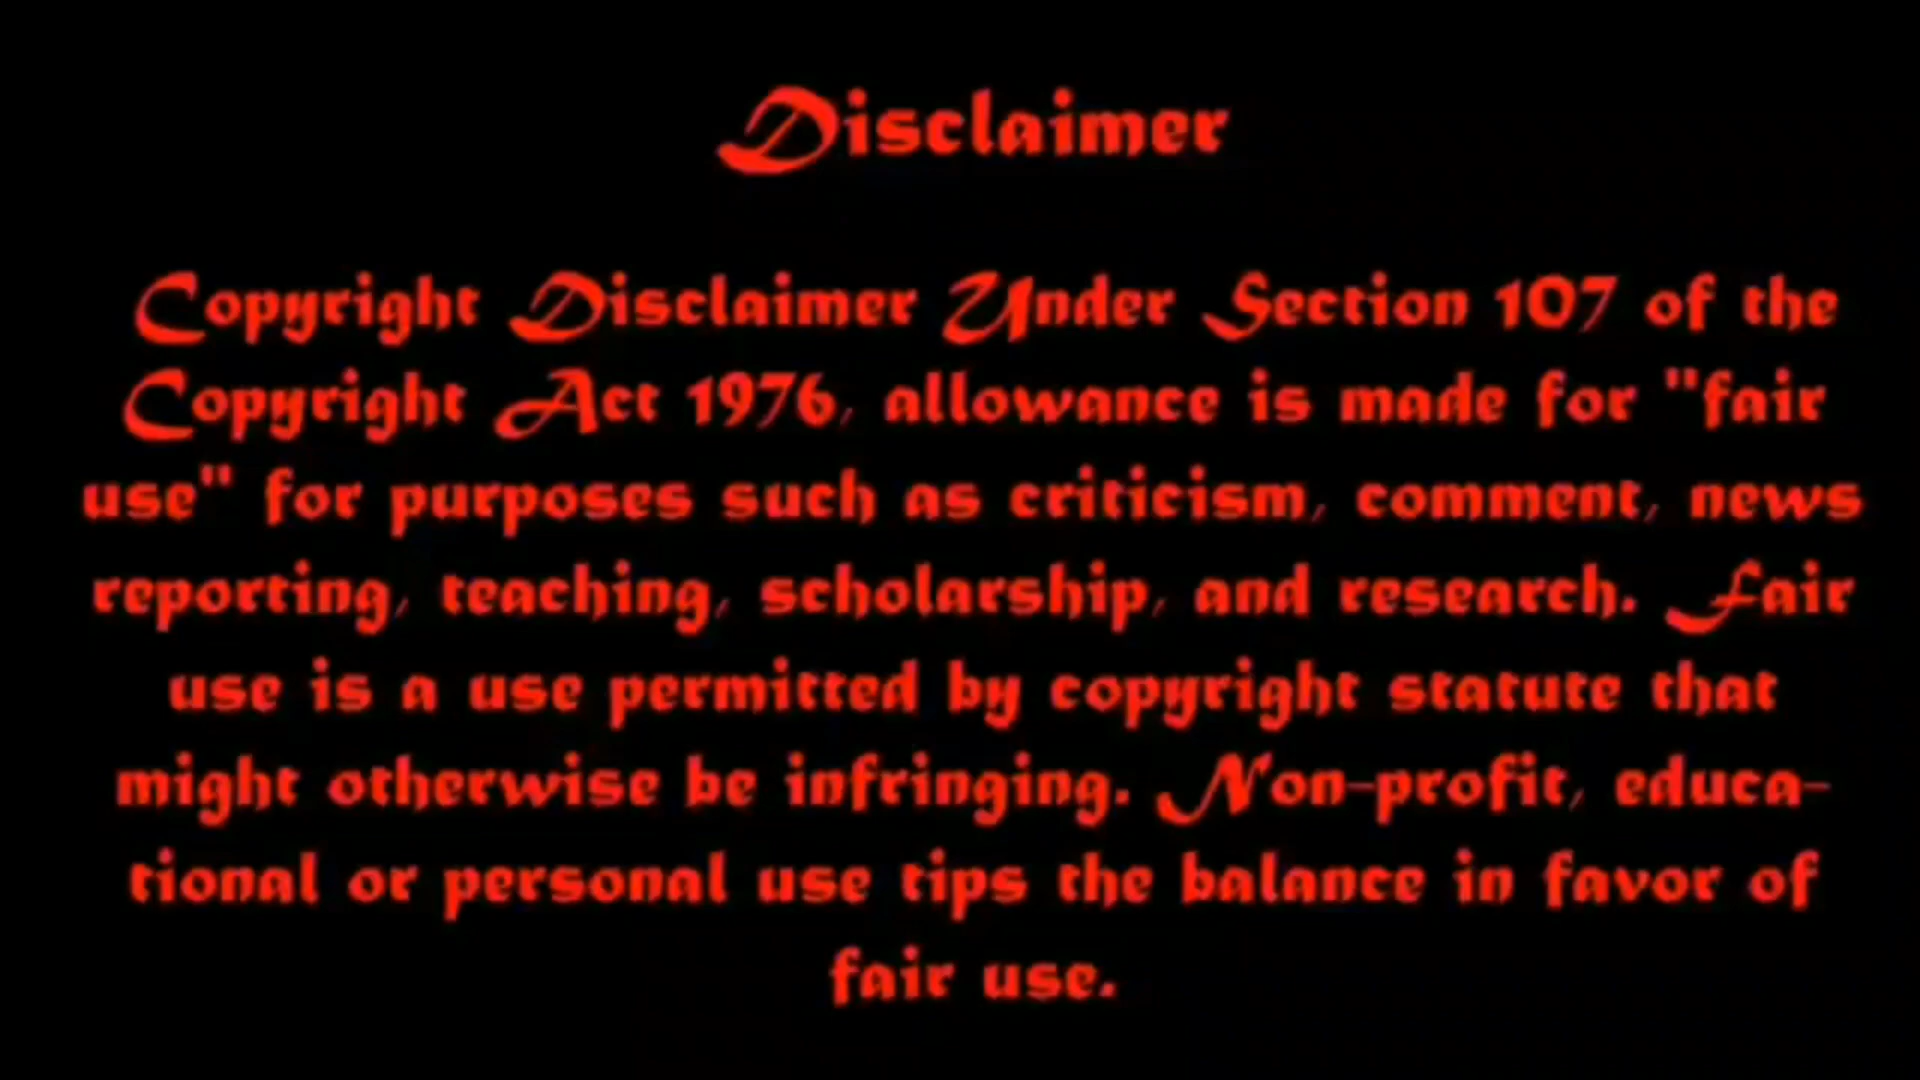 Disclaimer
Copyright Disclaimer Under Section 107 of the
Copyright Act 1976, allowance is made for "fair
use" for purposes such as criticism, comment, news
reporting, teaching, scholarship, and research. Fair
use is a use permitted by copyright statute that
might otherwise be infringing. Non-profit, educa-
tional or personal use tips the balance in favor of
fair use.